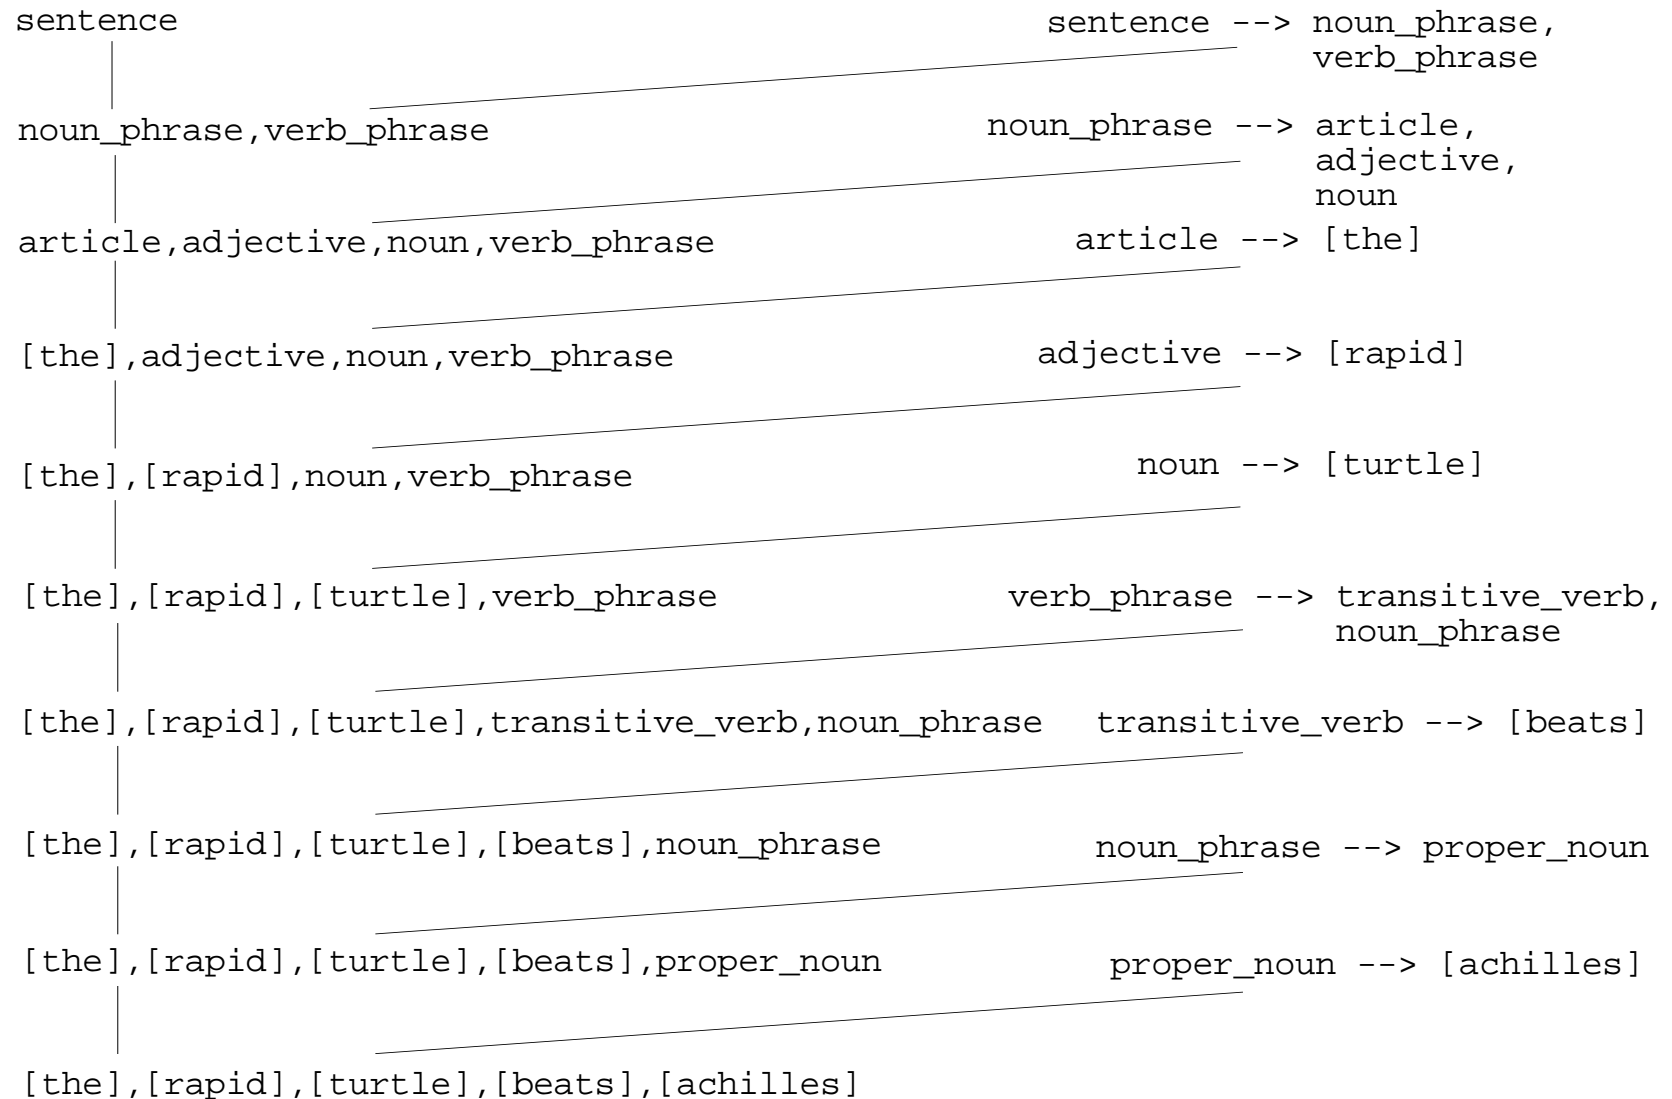 sentence
sentence --> noun_phrase,
verb_phrase
noun_phrase,verb_phrase
noun_phrase --> article,
adjective,
noun
article,adjective,noun,verb_phrase
article --> [the]
[the],adjective,noun,verb_phrase
adjective --> [rapid]
[the],[rapid],noun,verb_phrase
noun --> [turtle]
[the],[rapid],[turtle],verb_phrase
verb_phrase --> transitive_verb,
noun_phrase
[the],[rapid],[turtle],transitive_verb,noun_phrase
transitive_verb --> [beats]
[the],[rapid],[turtle],[beats],noun_phrase
noun_phrase --> proper_noun
[the],[rapid],[turtle],[beats],proper_noun
proper_noun --> [achilles]
[the],[rapid],[turtle],[beats],[achilles]